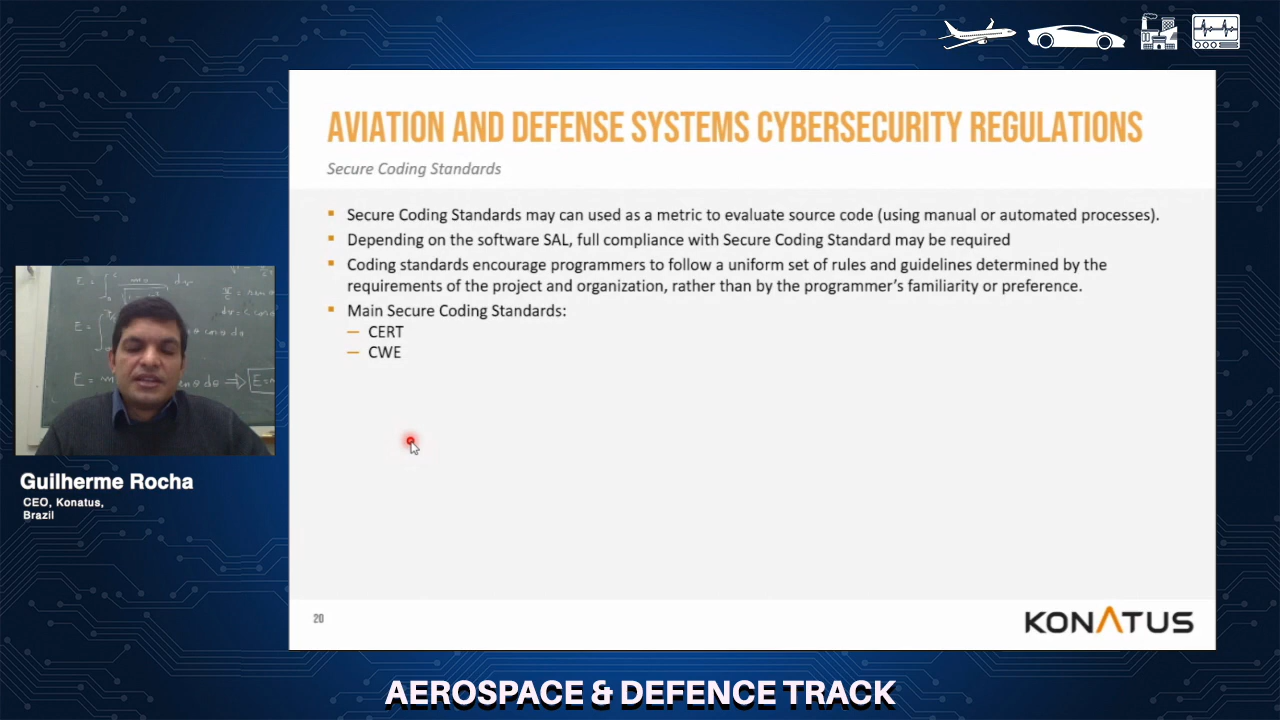 AVIATION AND DEFENSE SYSTEMS CYBERSECURITY REGULATIONS
Secure Coding Standards
Secure Coding Standards may can used as a metric to evaluate source code (using manual or automated processes).
Depending on the software SAL, full compliance with Secure Coding Standard may be required
Coding standards encourage programmers to follow a uniform set of rules and guidelines determined by the
requirements of the project and organization, rather than by the programmer's familiarity or preference.
Main Secure Coding Standards:
— CERT
— CWE
Guilherme Rocha
CEO, Konatus,
Brazil
20
KONATUS
AEROSPACE & DEFENCE TRACK